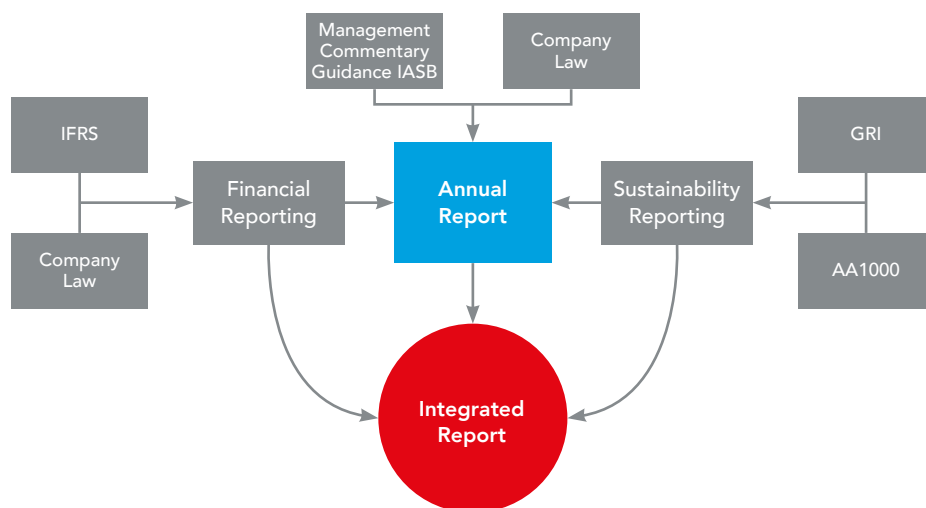 Management
Commentary
Guidance IASB
Company
Law
IFRS
GRI
Financial
Reporting
Annual
Report
Sustainability
Reporting
Company
Law
AA1000
Integrated
Report